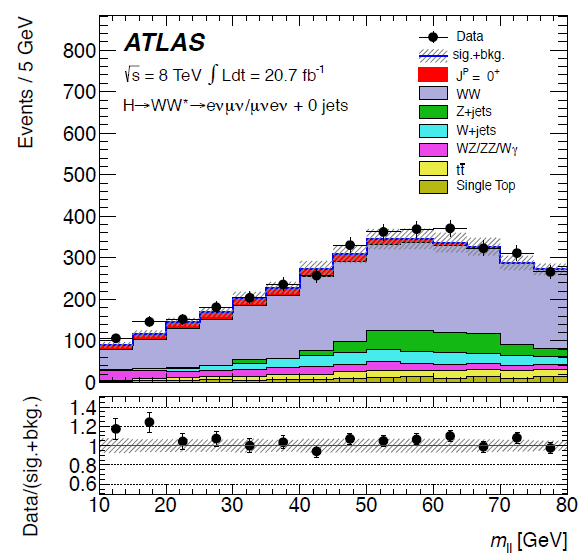 ATLAS
√s = 8 TeV ∫ Ldt = 20.7 fb⁻¹
H→WW*→eνμν/μνeν + 0 jets
Data
sig.+bkg.
Jᴾ = 0⁺
WW
Z+jets
W+jets
WZ/ZZ/Wγ
tt̄
Single Top
Events / 5 GeV
800
700
600
500
400
300
200
100
0
Data/(sig.+bkg.)
1.4
1.2
1
0.8
0.6
10 20 30 40 50 60 70 80
mll [GeV]